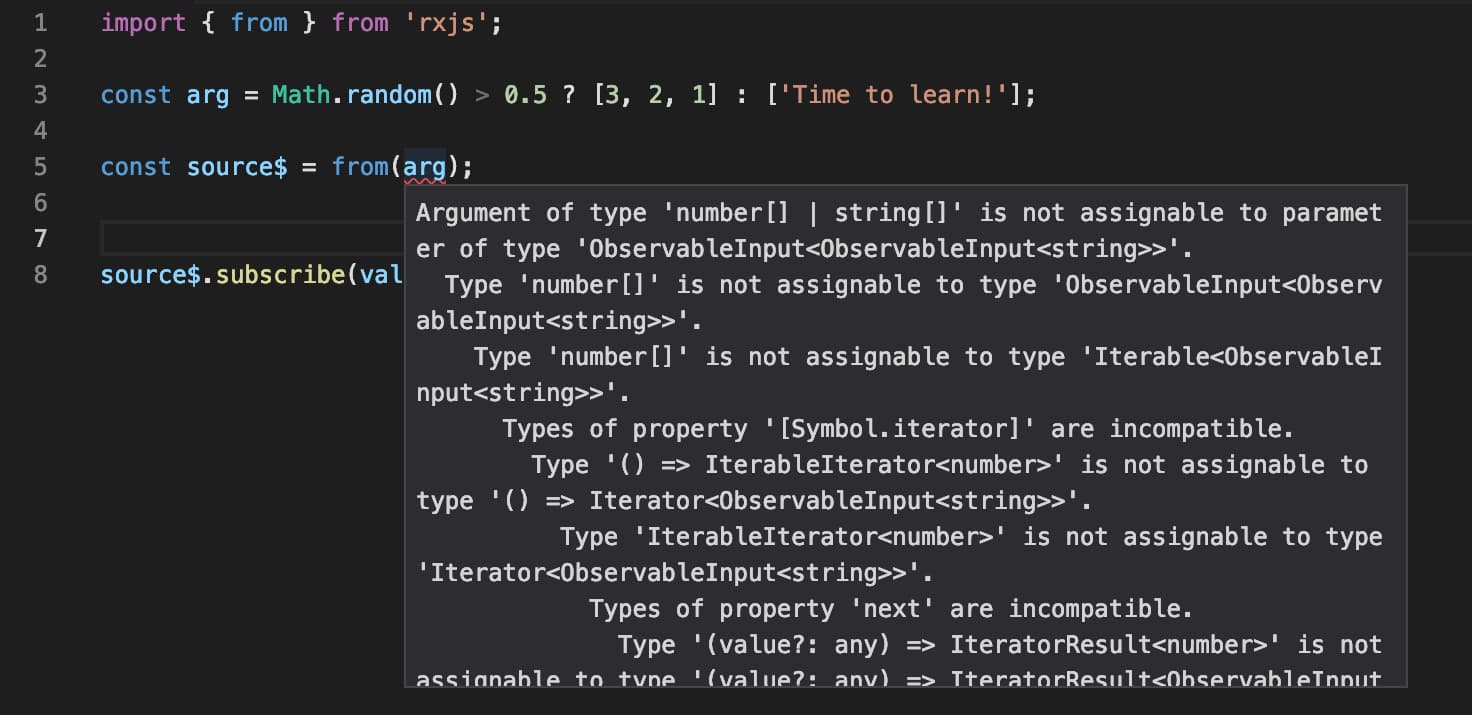 1 import { from } from 'rxjs';
2
3 const arg = Math.random() > 0.5 ? [3, 2, 1] : ['Time to learn!'];
4
5 const source$ = from(arg);
6
7
8 source$.subscribe(val
Argument of type 'number[] | string[]' is not assignable to paramet
er of type 'ObservableInput<ObservableInput<string>>'.
Type 'number[]' is not assignable to type 'ObservableInput<Observ
ableInput<string>>'.
Type 'number[]' is not assignable to type 'Iterable<ObservableI
nput<string>>'.
Types of property '[Symbol.iterator]' are incompatible.
Type '() => IterableIterator<number>' is not assignable to
type '() => Iterator<ObservableInput<string>>'.
Type 'IterableIterator<number>' is not assignable to type
'Iterator<ObservableInput<string>>'.
Types of property 'next' are incompatible.
Type '(value?: any) => IteratorResult<number>' is not
assignable to type '(value?: any) => IteratorResult<ObservableInput